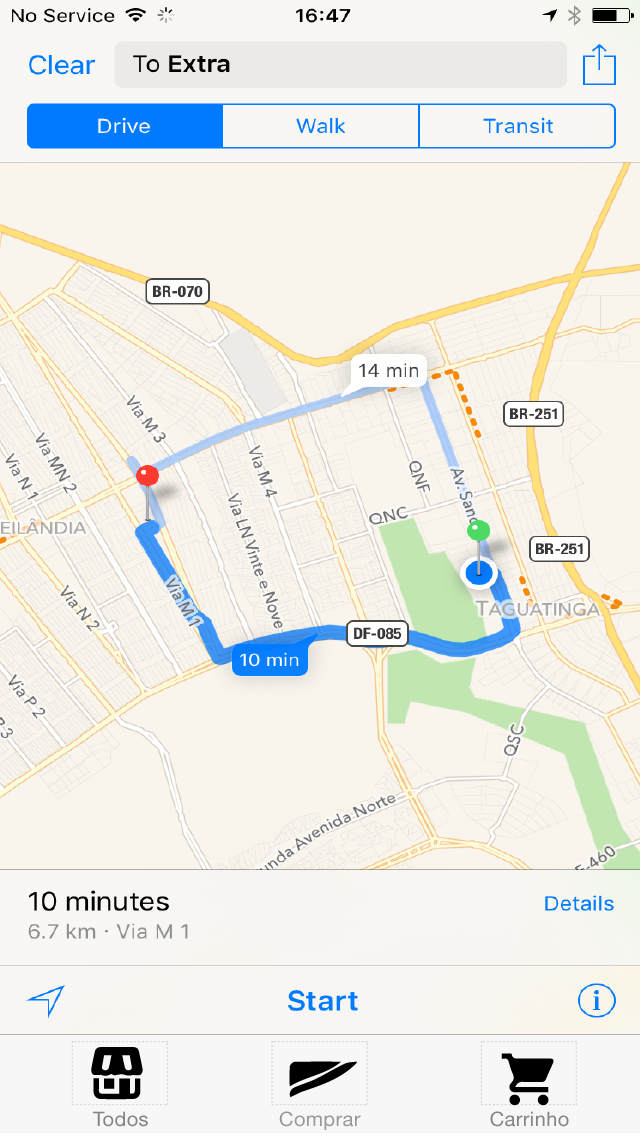 No Service 16:47
Clear To Extra
Drive Walk Transit
BR-070
14 min
BR-251
Via M 3
Via MN 2
Via N 1
Via M 4
QNF
Av. Sand
QNC
EILÂNDIA
Via LN Vinte e Nove
BR-251
Via M 1
TAGUATINGA
Via N 2
DF-085
10 min
Via P 2
P 3
QSC
unda Avenida Norte
F-460
10 minutes
Details
6.7 km · Via M 1
Start
Todos Comprar Carrinho